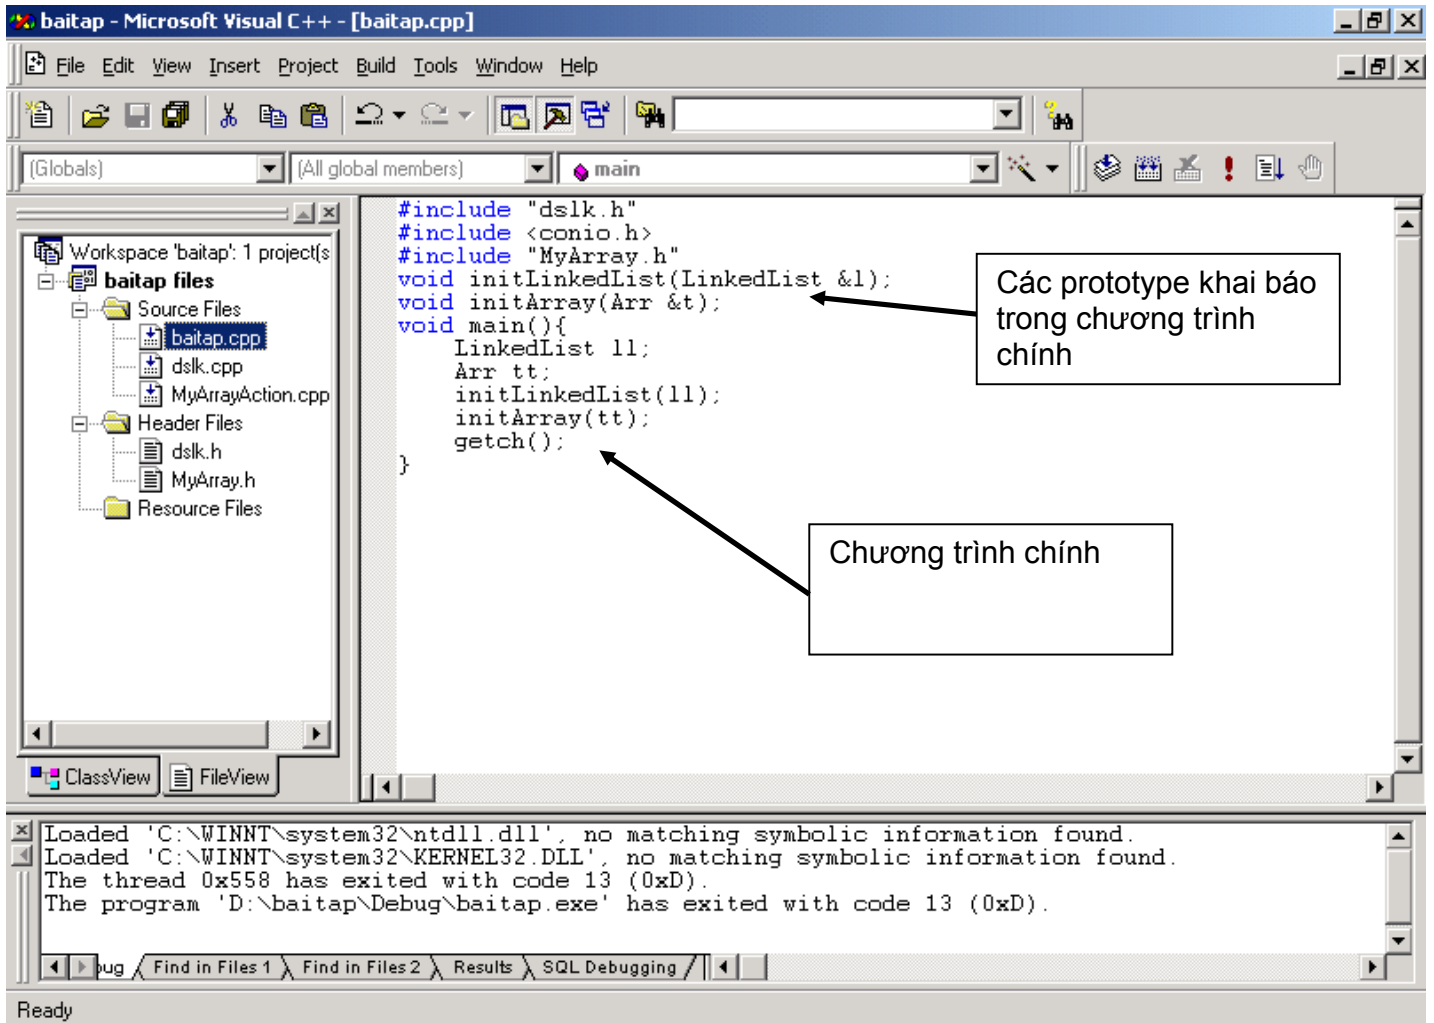 baitap - Microsoft Visual C++ - [baitap.cpp]
File Edit View Insert Project Build Tools Window Help
(Globals) (All global members) main
Workspace 'baitap': 1 project(s
baitap files
Source Files
baitap.cpp
dslk.cpp
MyArrayAction.cpp
Header Files
dslk.h
MyArray.h
Resource Files
ClassView FileView
#include "dslk.h"
#include <conio.h>
#include "MyArray.h"
void initLinkedList(LinkedList &l);
void initArray(Arr &t);
void main(){
LinkedList ll;
Arr tt;
initLinkedList(ll);
initArray(tt);
getch();
}
Các prototype khai báo
trong chương trình
chính
Chương trình chính
Loaded 'C:\WINNT\system32\ntdll.dll', no matching symbolic information found.
Loaded 'C:\WINNT\system32\KERNEL32.DLL', no matching symbolic information found.
The thread 0x558 has exited with code 13 (0xD).
The program 'D:\baitap\Debug\baitap.exe' has exited with code 13 (0xD).
bug Find in Files 1 Find in Files 2 Results SQL Debugging
Ready